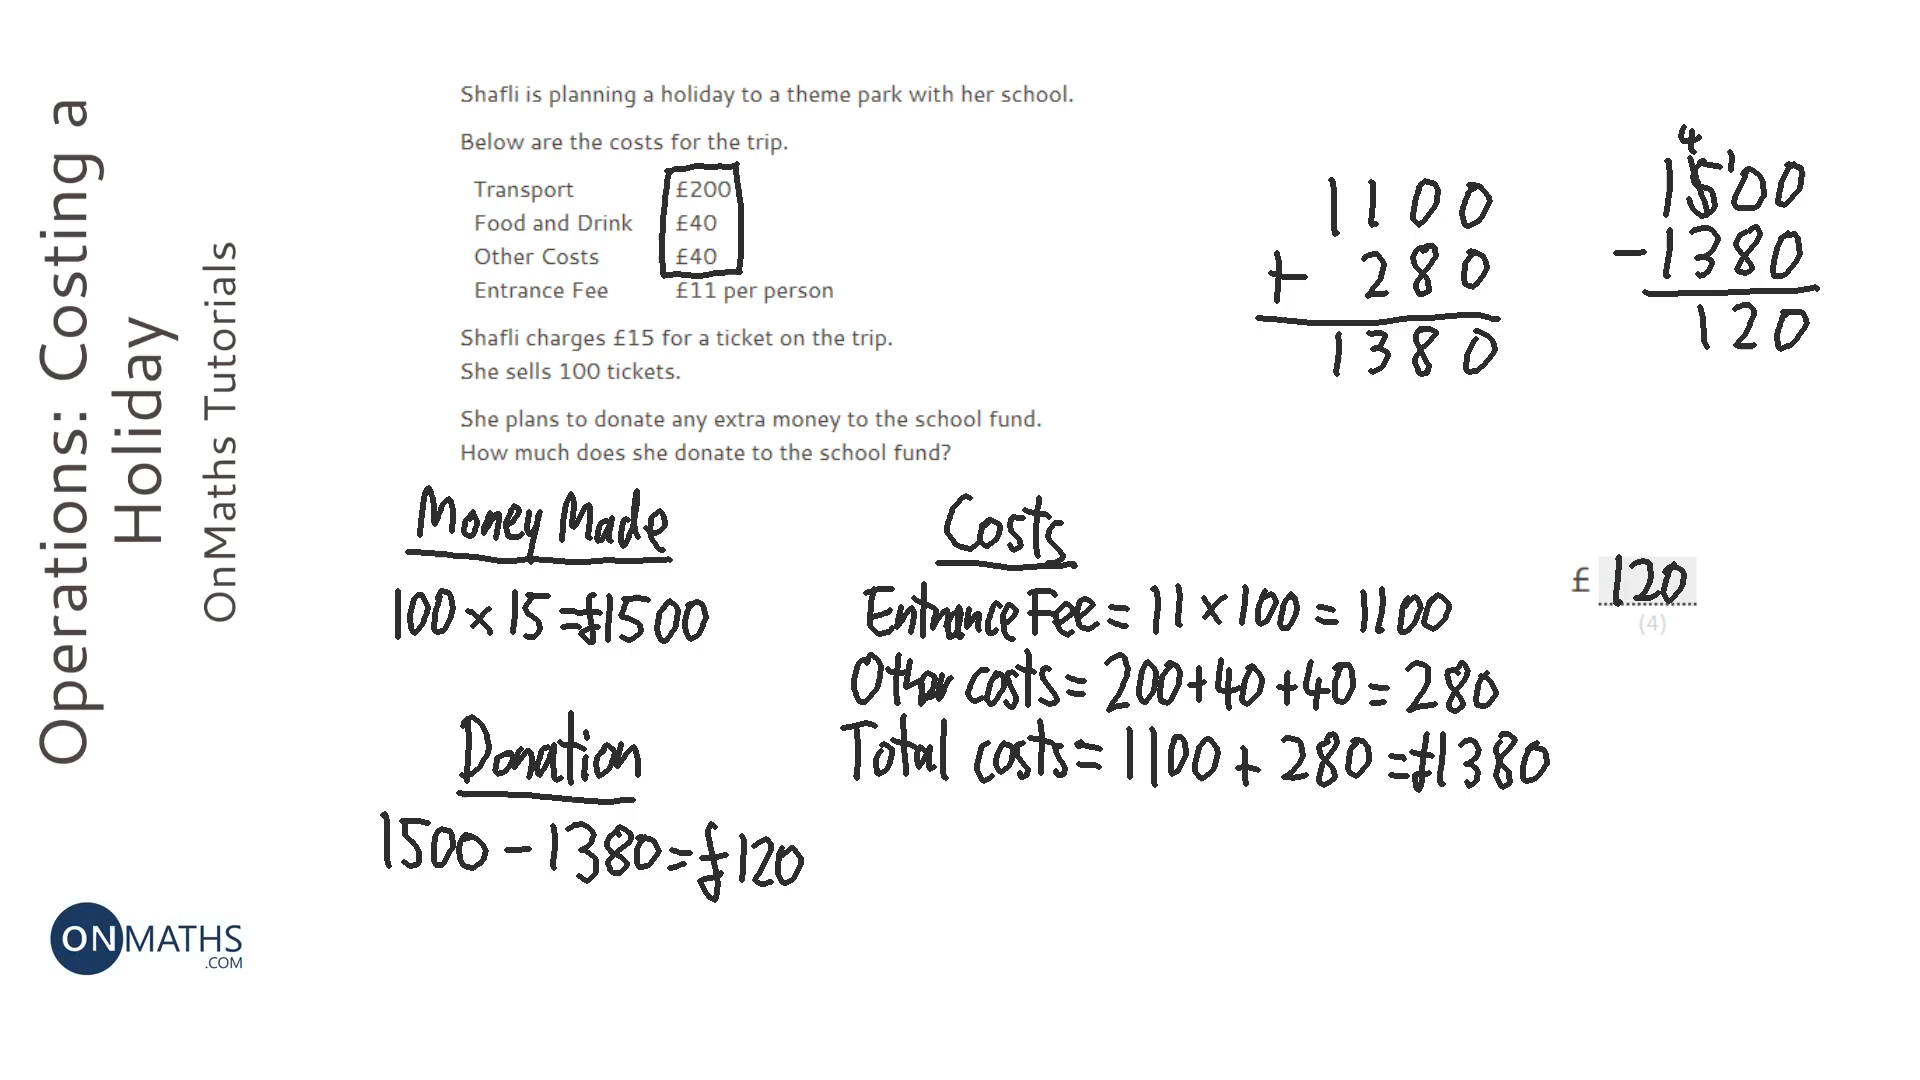 Operations: Costing a
Holiday
OnMaths Tutorials
Shafli is planning a holiday to a theme park with her school.
Below are the costs for the trip.
Transport £200
Food and Drink £40
Other Costs £40
Entrance Fee £11 per person
Shafli charges £15 for a ticket on the trip.
She sells 100 tickets.
She plans to donate any extra money to the school fund.
How much does she donate to the school fund?
1100
+ 280
1380
4 1
1500
-1380
120
Money Made
100 × 15 = £1500
Donation
1500 - 1380 = £120
Costs
Entrance Fee = 11 × 100 = 1100
Other costs = 200+40+40 = 280
Total costs = 1100 + 280 = £1380
£ 120
(4)
ONMATHS
.COM